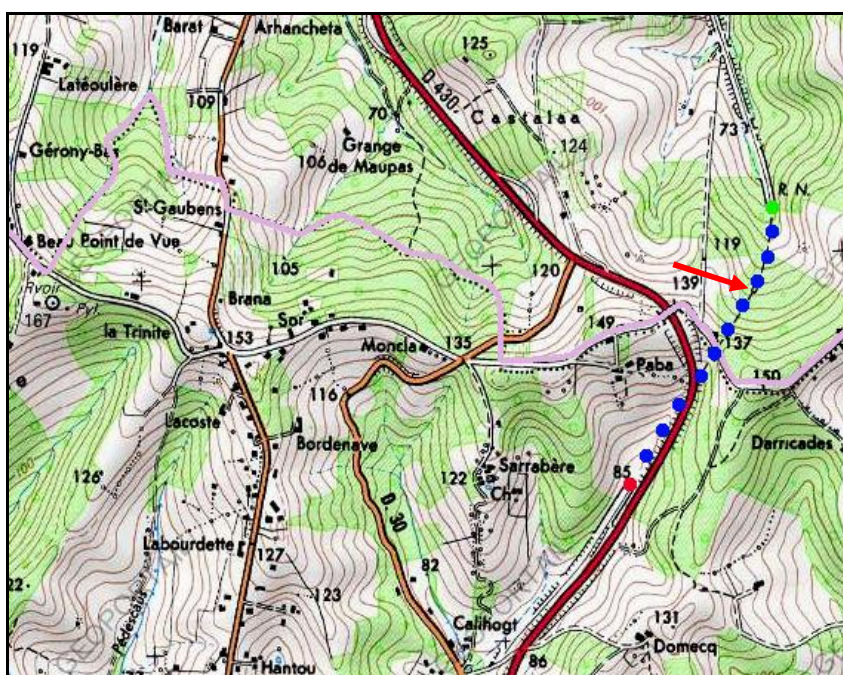 Barat
Arhancheta
119
125
Latéoulère
D. 430
109
70
Castalaa
73
Grange
de Maupas
124
R. N.
Gérony-Bas
106
St-Gaubens
Beau Point de Vue
119
105
120
139
Rvoir
Pyl.
167
Brana
Sor
149
137
la Trinite
153
Moncla
135
Paba
150
116
Lacoste
Bordenave
Darricades
Sarrabère
85
126
122
Ch
D. 30
Labourdette
127
82
123
Pédescaus
Calihogt
131
Domecq
86
Hantou